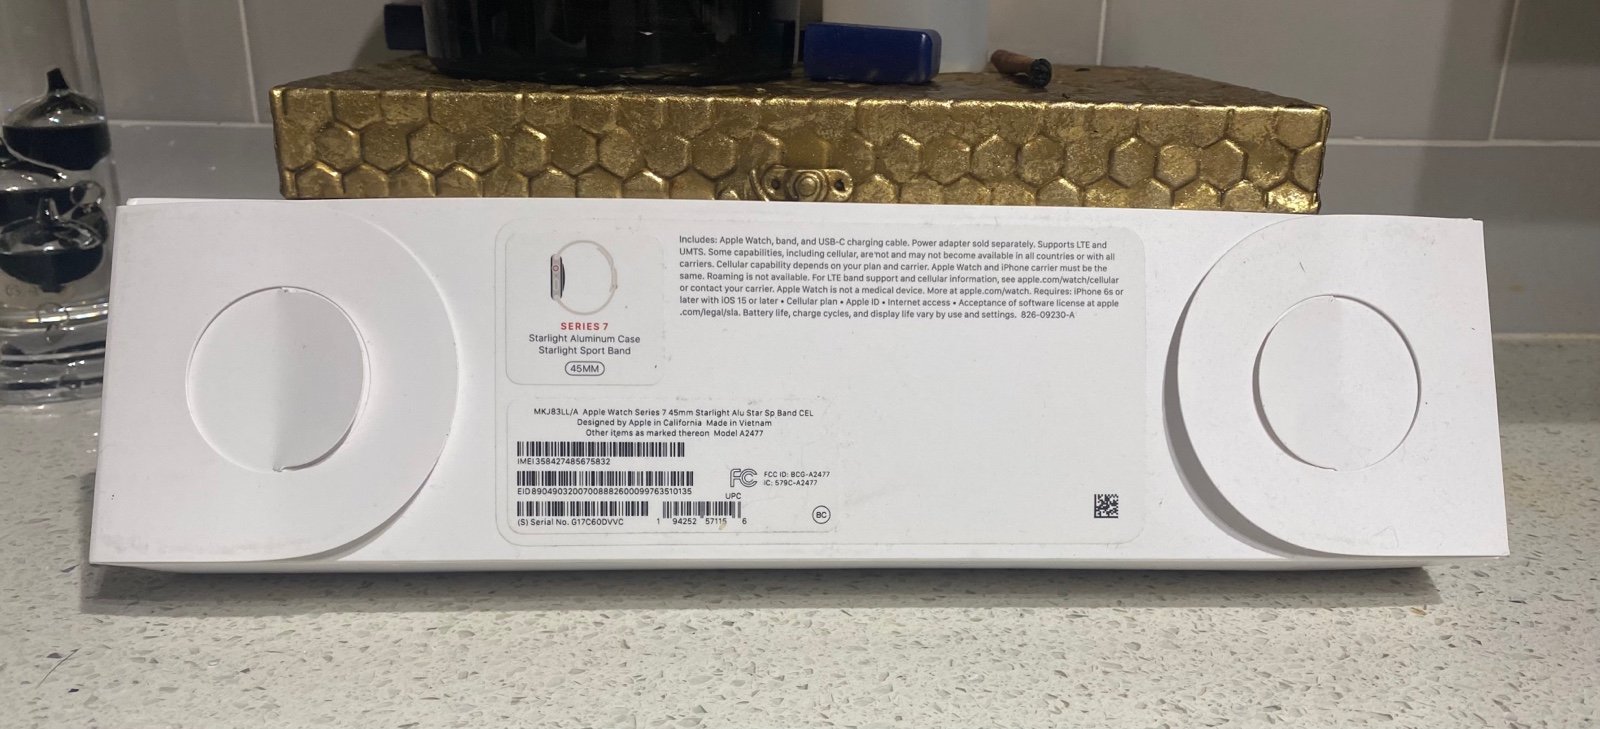 SERIES 7
Starlight Aluminum Case
Starlight Sport Band
45MM
Includes: Apple Watch, band, and USB-C charging cable. Power adapter sold separately. Supports LTE and
UMTS. Some capabilities, including cellular, are not and may not become available in all countries or with all
carriers. Cellular capability depends on your plan and carrier. Apple Watch and iPhone carrier must be the
same. Roaming is not available. For LTE band support and cellular information, see apple.com/watch/cellular
or contact your carrier. Apple Watch is not a medical device. More at apple.com/watch. Requires: iPhone 6s or
later with iOS 15 or later • Cellular plan • Apple ID • Internet access • Acceptance of software license at apple
.com/legal/sla. Battery life, charge cycles, and display life vary by use and settings. 826-09230-A
MKJ83LL/A Apple Watch Series 7 45mm Starlight Alu Star Sp Band CEL
Designed by Apple in California Made in Vietnam
Other items as marked thereon Model A2477
IMEI 358427485675832
EID 89049032007008882600099763510135
(S) Serial No. G17C60DVVC
UPC
1 94252 57115 6
FC
FCC ID: BCG-A2477
IC: 579C-A2477
BC